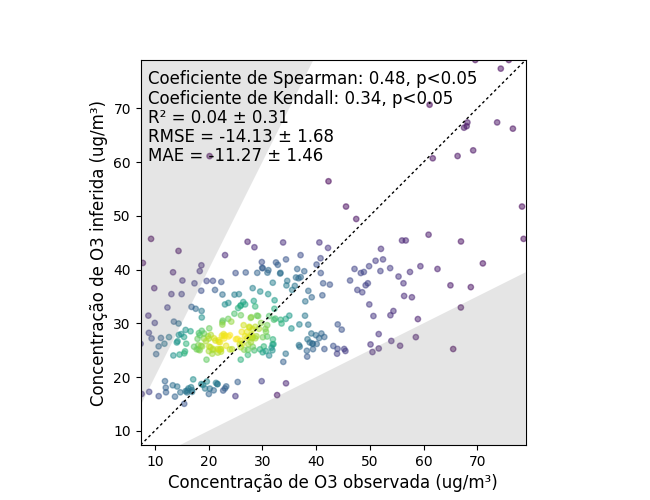 Coeficiente de Spearman: 0.48, p<0.05
Coeficiente de Kendall: 0.34, p<0.05
R² = 0.04 ± 0.31
RMSE = -14.13 ± 1.68
MAE = -11.27 ± 1.46
Concentração de O3 inferida (ug/m³)
70
60
50
40
30
20
10
10 20 30 40 50 60 70
Concentração de O3 observada (ug/m³)